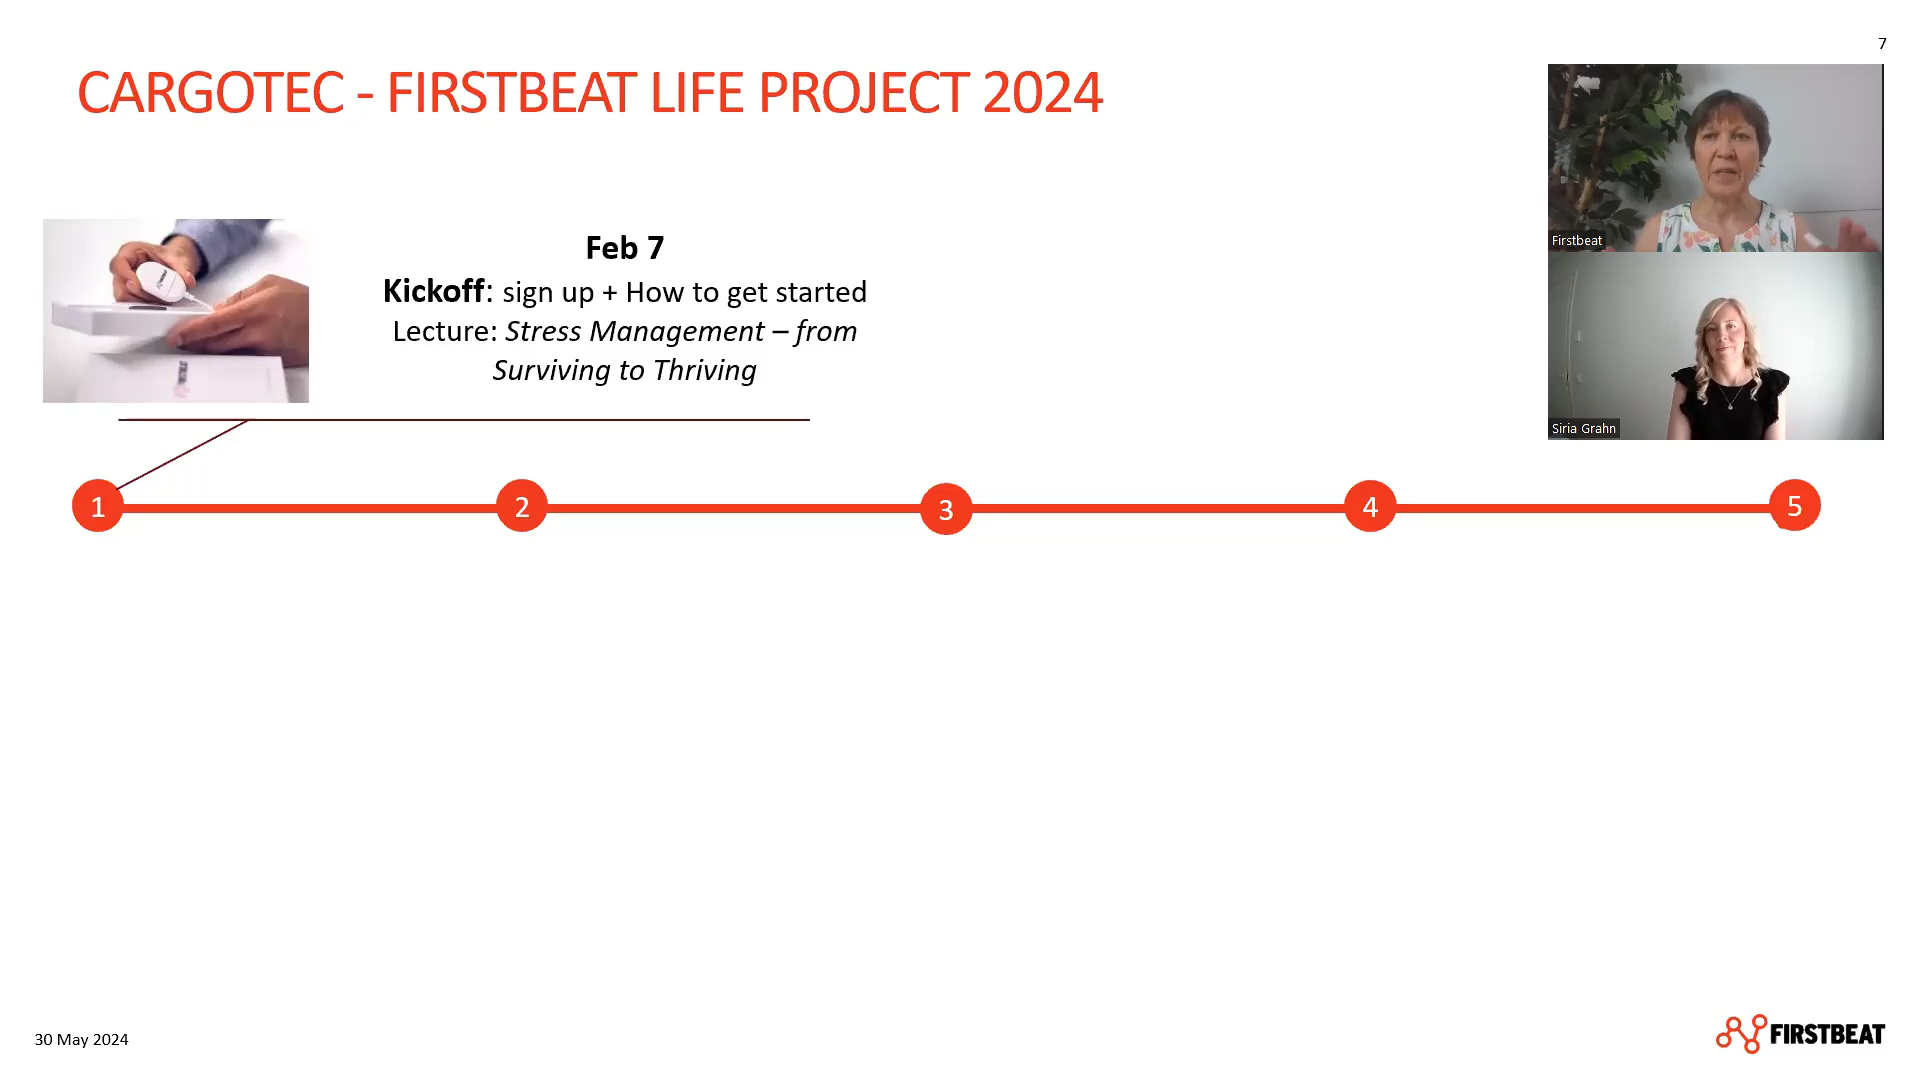 7
CARGOTEC - FIRSTBEAT LIFE PROJECT 2024
Firstbeat
Feb 7
Kickoff: sign up + How to get started
Lecture: Stress Management – from
Surviving to Thriving
Siria Grahn
1
2
3
4
5
30 May 2024
FIRSTBEAT